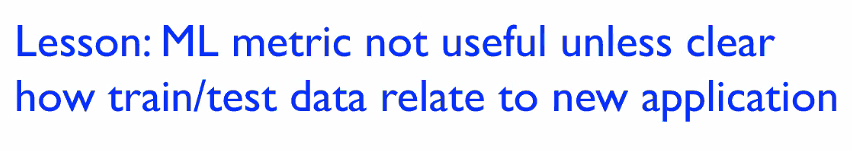 Lesson: ML metric not useful unless clear
how train/test data relate to new application